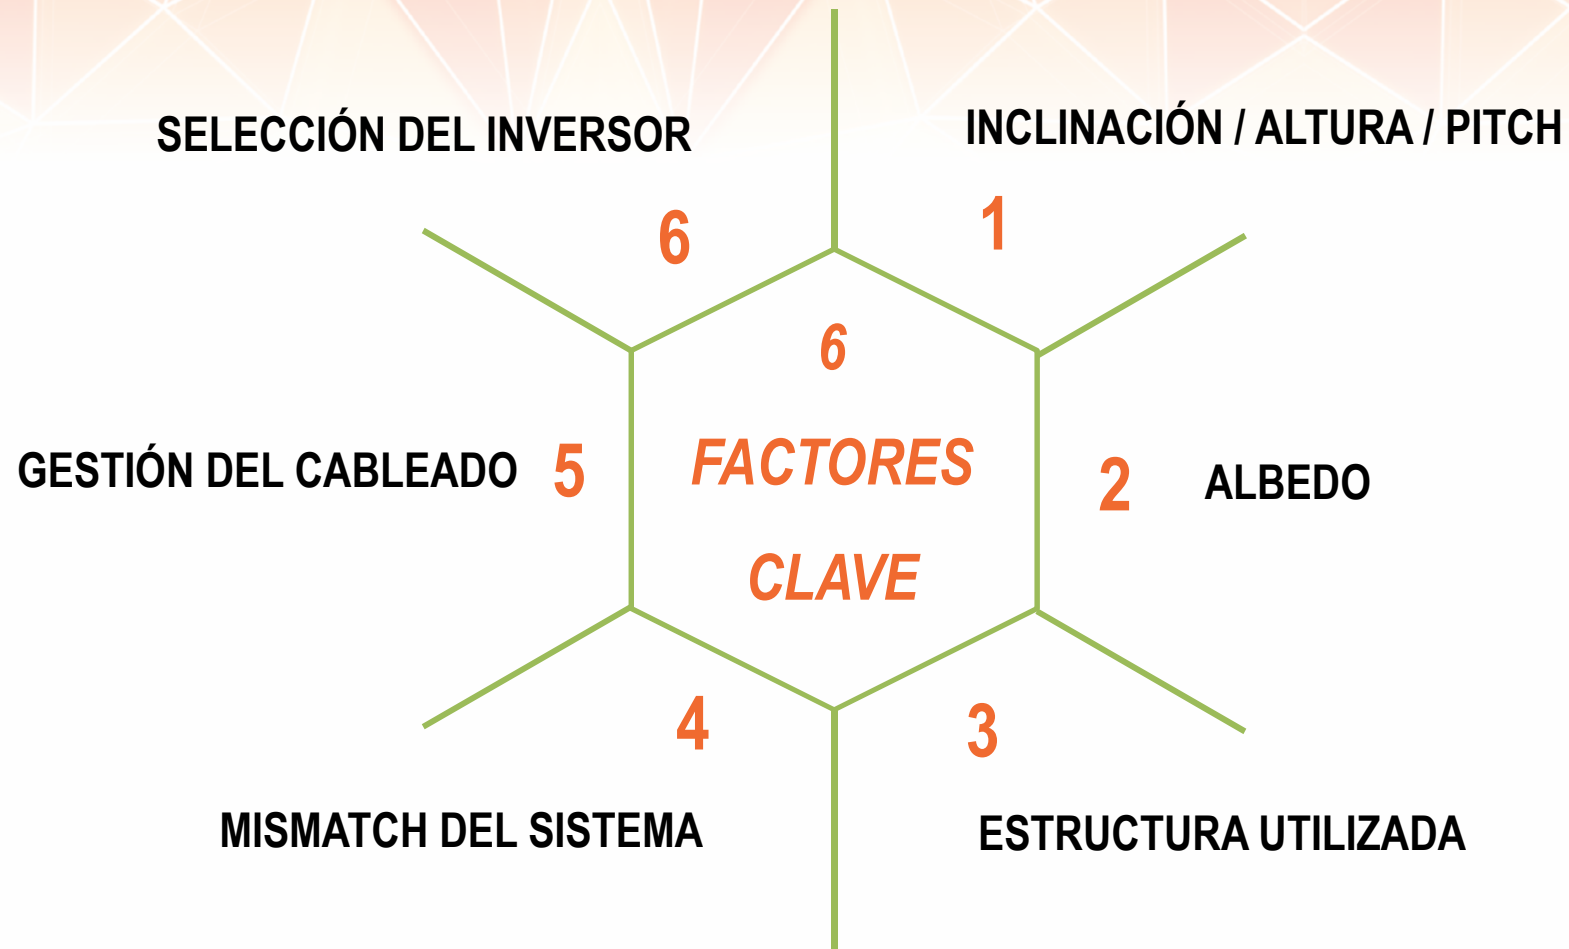 SELECCIÓN DEL INVERSOR
INCLINACIÓN / ALTURA / PITCH
6
1
6
FACTORES
CLAVE
GESTIÓN DEL CABLEADO 5
2 ALBEDO
4
3
MISMATCH DEL SISTEMA
ESTRUCTURA UTILIZADA